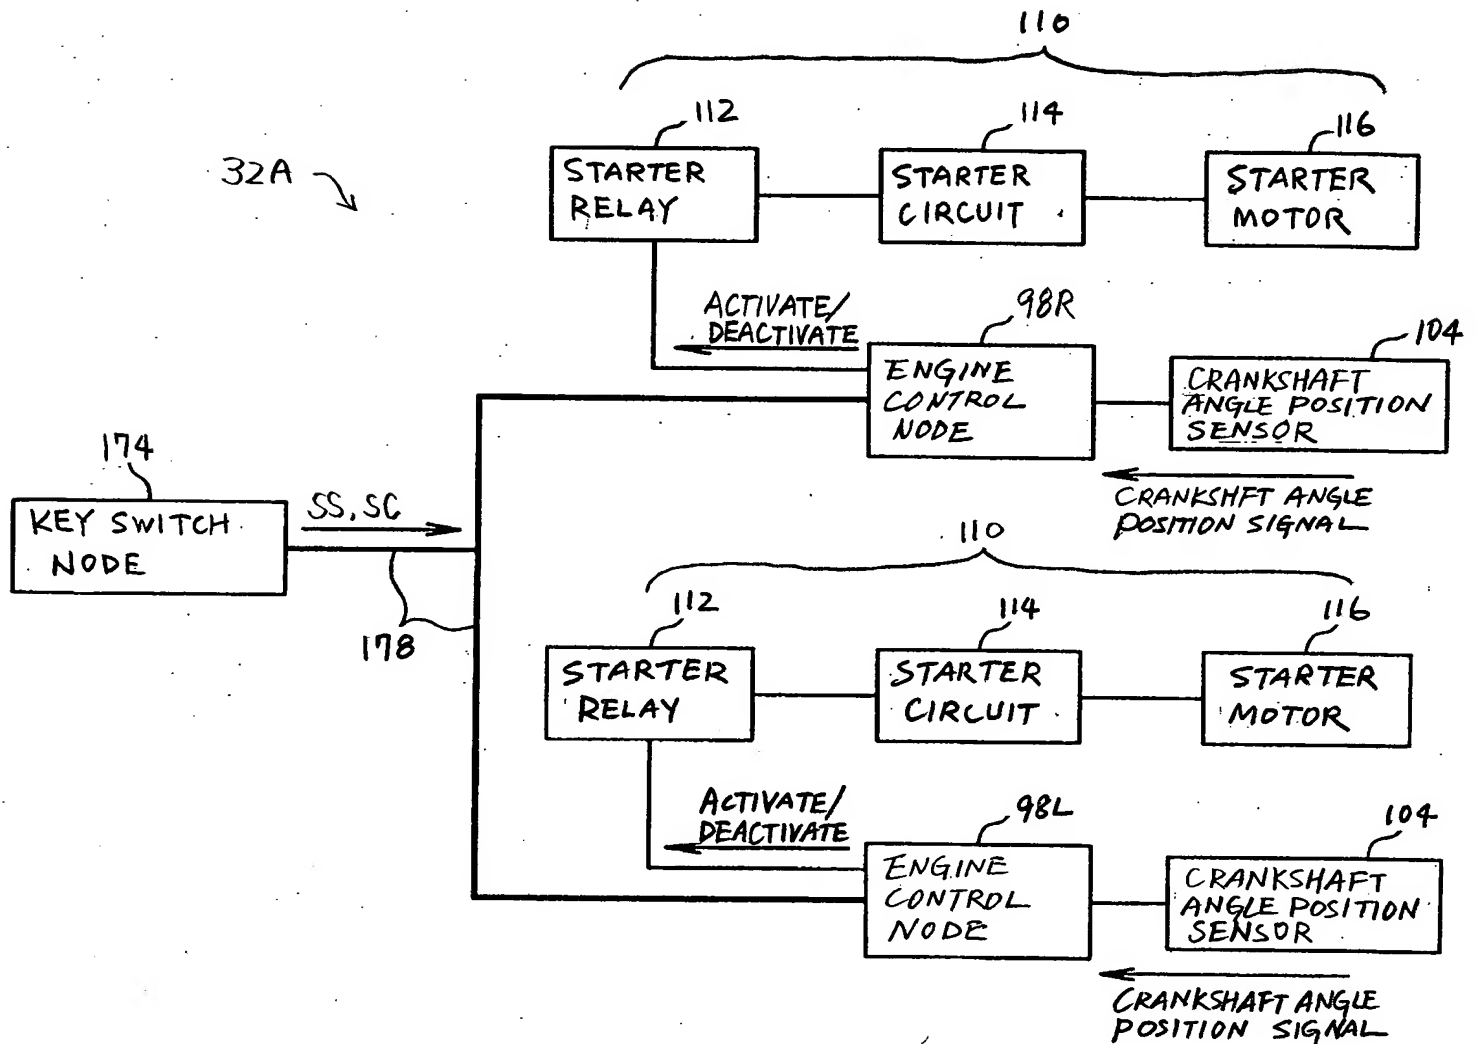 110
112
114
116
32A
STARTER
RELAY
STARTER
CIRCUIT
STARTER
MOTOR
ACTIVATE/
DEACTIVATE
98R
104
ENGINE
CONTROL
NODE
CRANKSHAFT
ANGLE POSITION
SENSOR
174
KEY SWITCH
NODE
SS, SC
CRANKSHFT ANGLE
POSITION SIGNAL
178
110
112
114
116
STARTER
RELAY
STARTER
CIRCUIT
STARTER
MOTOR
ACTIVATE/
DEACTIVATE
98L
104
ENGINE
CONTROL
NODE
CRANKSHAFT
ANGLE POSITION
SENSOR
CRANKSHAFT ANGLE
POSITION SIGNAL